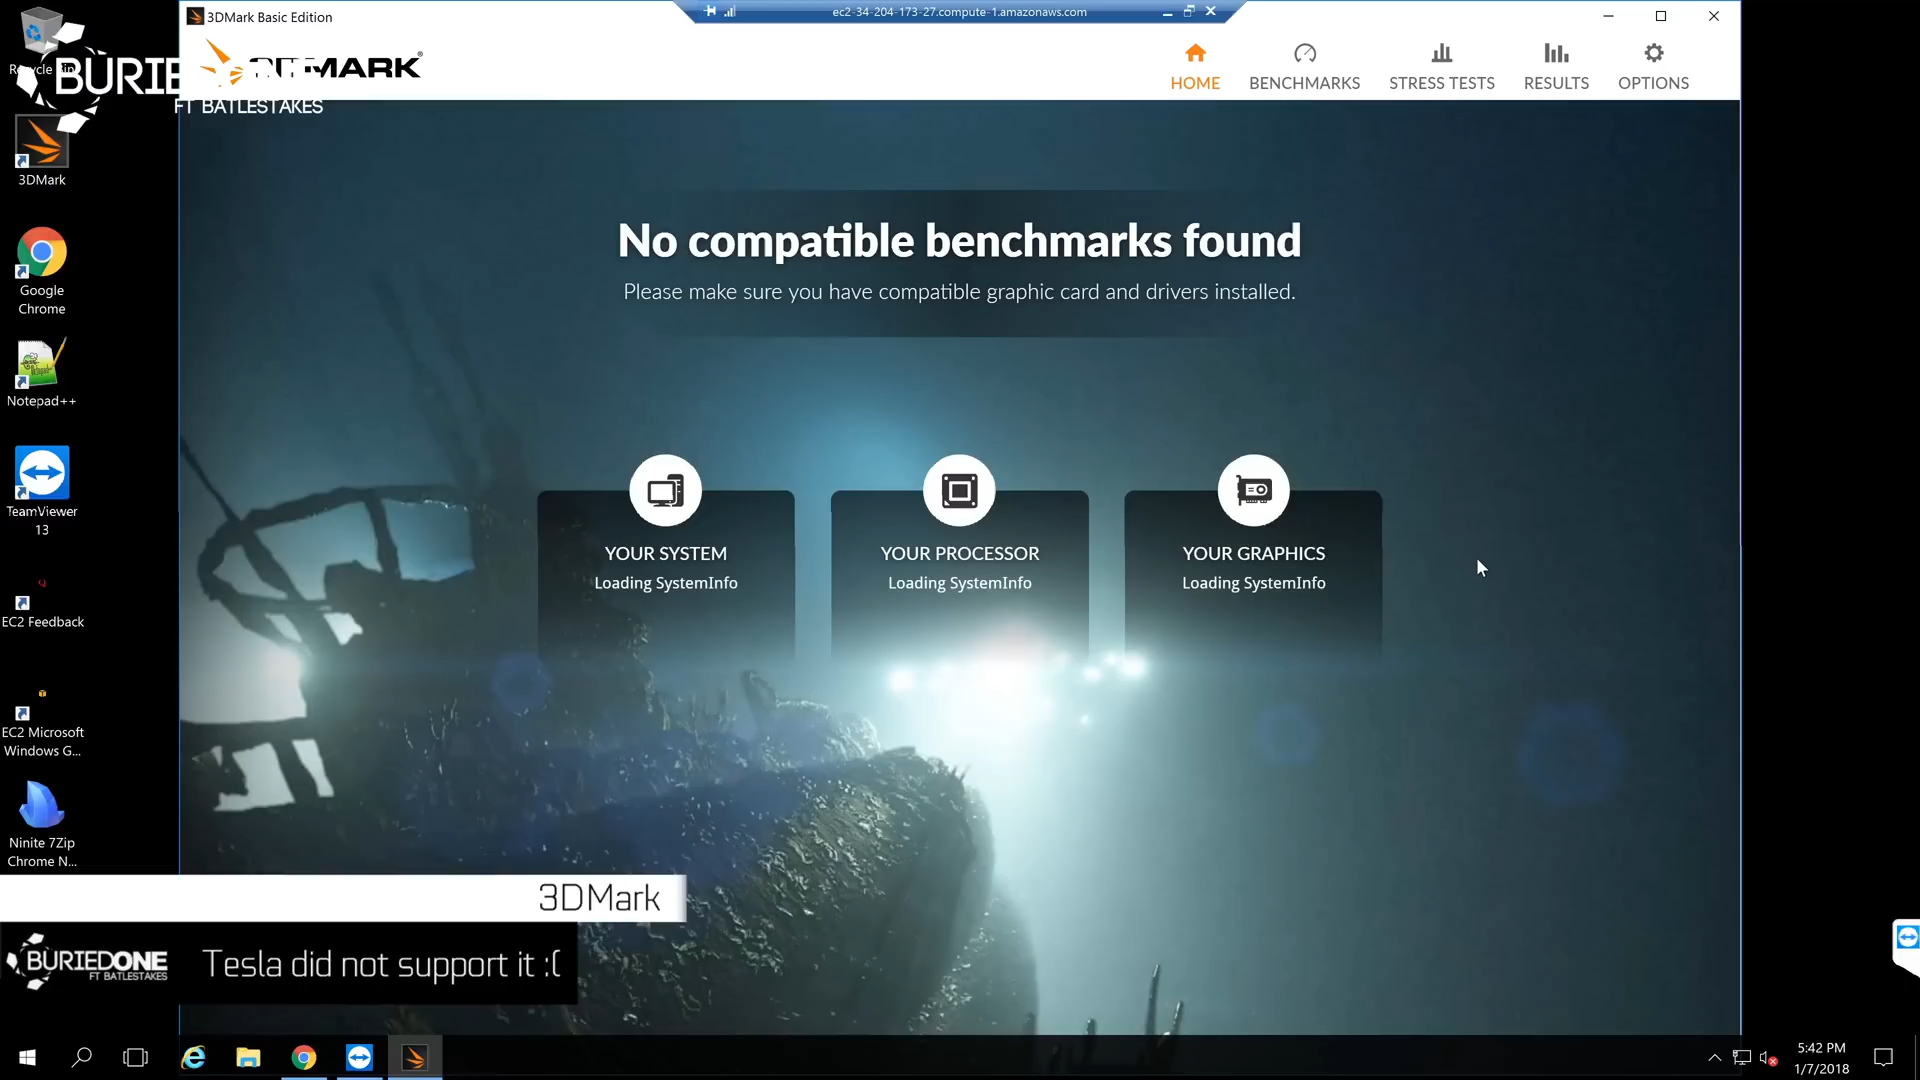 3DMark Basic Edition
ec2-34-204-173-27.compute-1.amazonaws.com
HOME
BENCHMARKS
STRESS TESTS
RESULTS
OPTIONS
FT BATLESTAKES
3DMark
Google
Chrome
Notepad++
TeamViewer
13
EC2 Feedback
EC2 Microsoft
Windows G...
Ninite 7Zip
Chrome N...
No compatible benchmarks found
Please make sure you have compatible graphic card and drivers installed.
YOUR SYSTEM
Loading SystemInfo
YOUR PROCESSOR
Loading SystemInfo
YOUR GRAPHICS
Loading SystemInfo
3DMark
BURIEDONE
FT BATLESTAKES
Tesla did not support it :(
5:42 PM
1/7/2018